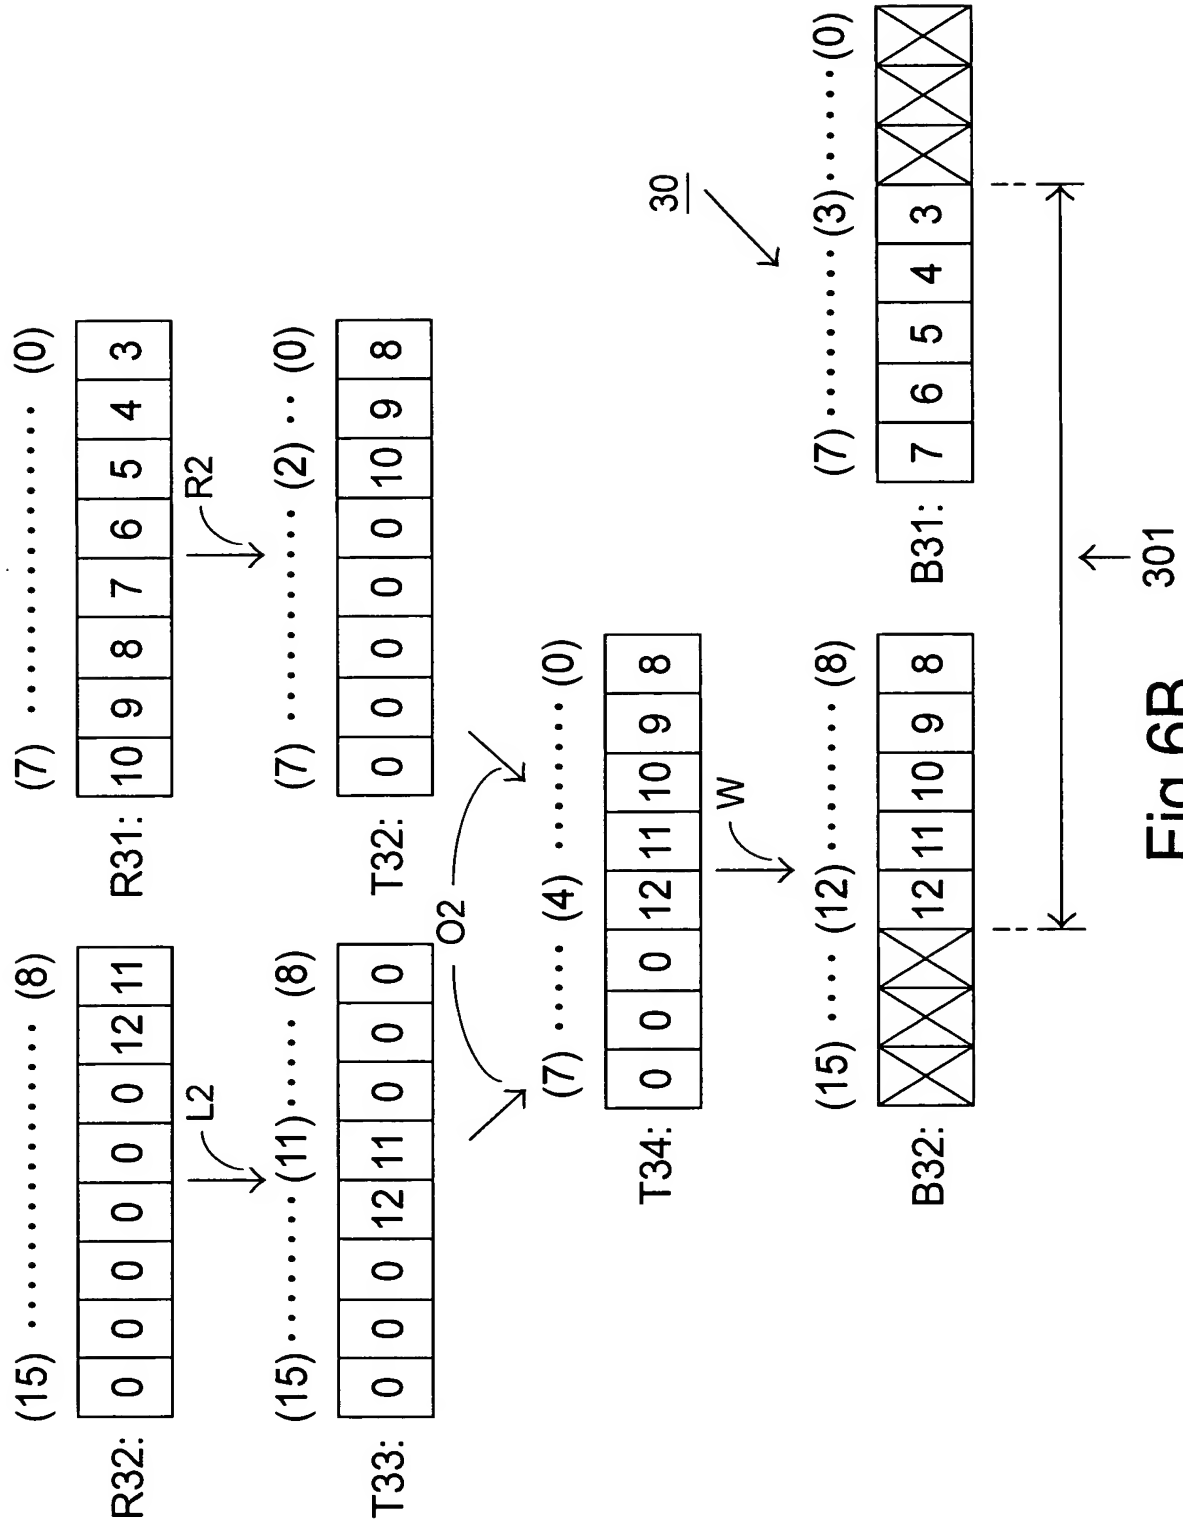 (15) ............... (8) (7) ............... (0)
R32: 0 0 0 0 0 0 12 11 R31: 10 9 8 7 6 5 4 3
L2 R2
(15) ........ (11) ...... (8) (7) .......... (2) .. (0)
T33: 0 0 0 12 11 0 0 0 T32: 0 0 0 0 0 10 9 8
O2
(7) ...... (4) ......... (0)
T34: 0 0 0 12 11 10 9 8
W
30
(15) .... (12) ......... (8) (7) ......... (3) ...... (0)
B32: 12 11 10 9 8 B31: 7 6 5 4 3
301
Fig 6B